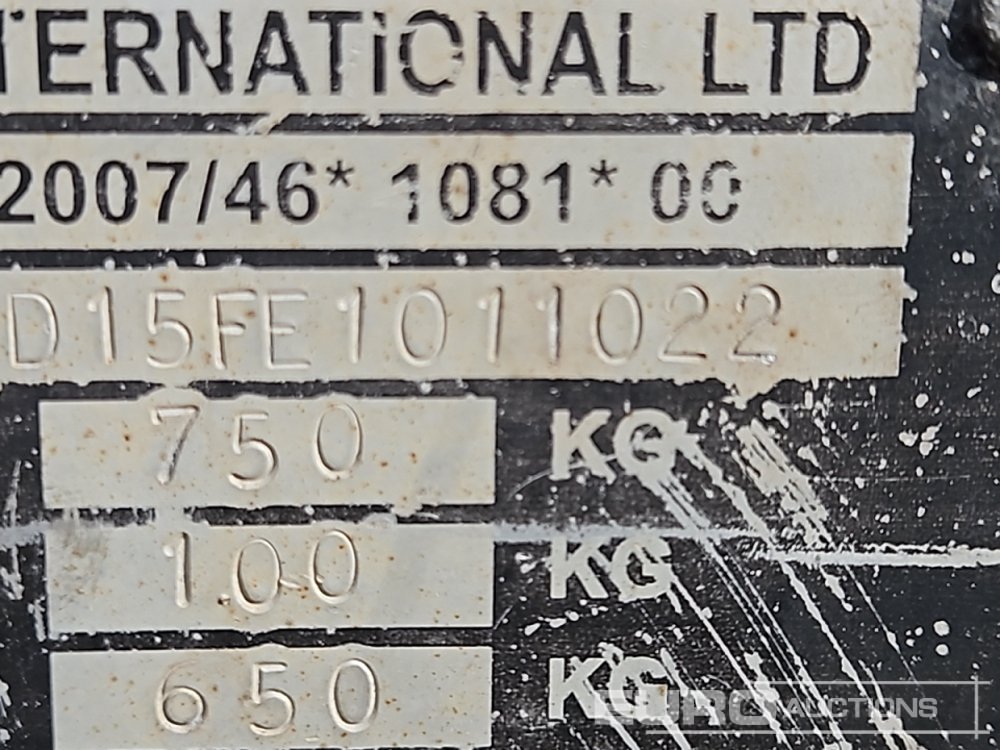 TERNATIONAL LTD
2007/46* 1081* 00
D15FE1011022
750 KG
100 KG
650 KG
EURO AUCTIONS